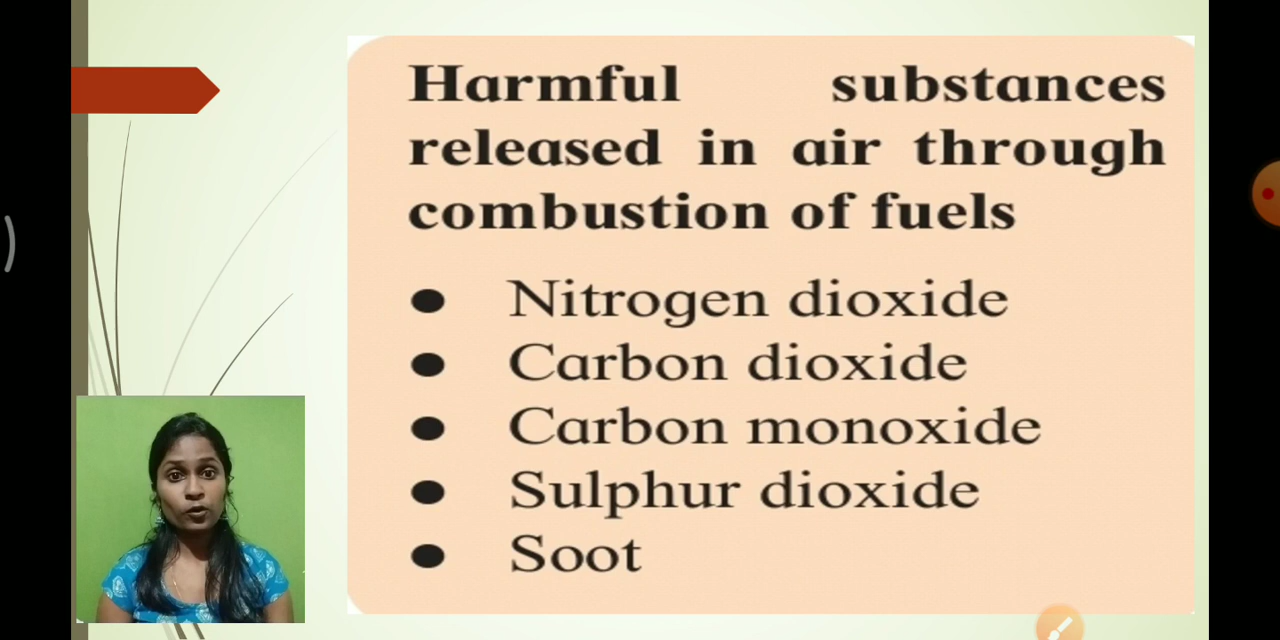 Harmful substances
released in air through
combustion of fuels
● Nitrogen dioxide
● Carbon dioxide
● Carbon monoxide
● Sulphur dioxide
● Soot